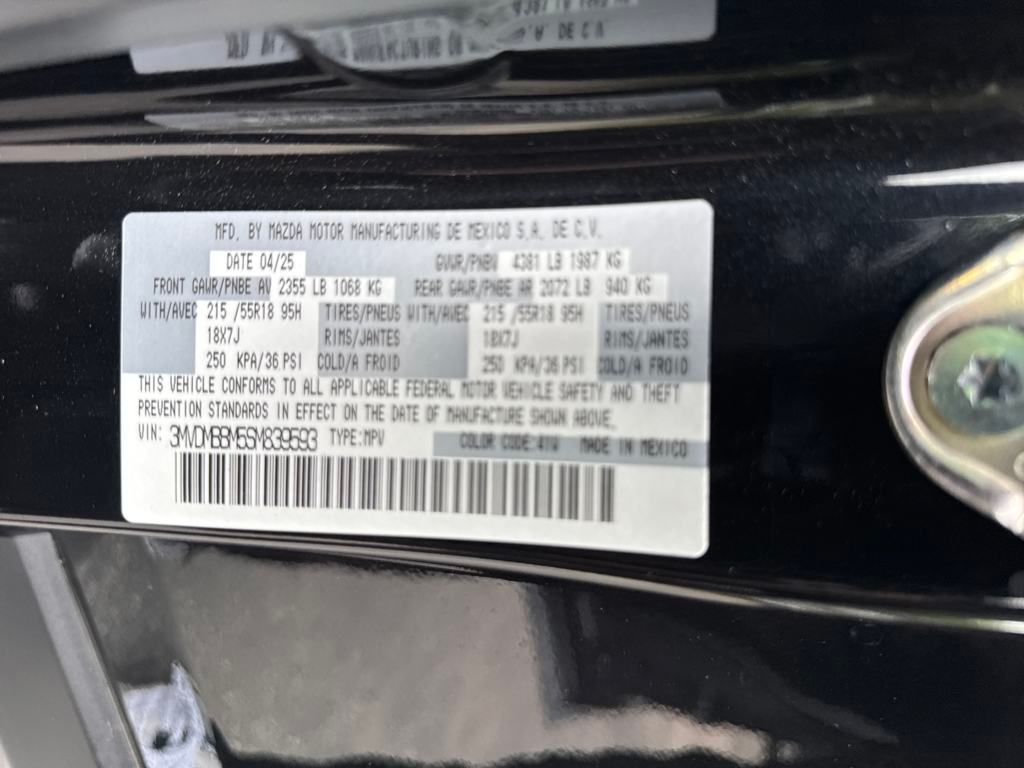 MFD. BY MAZDA MOTOR MANUFACTURING DE MEXICO S.A. DE C.V.
DATE 04/25 GVWR/PNBV 4381 LB 1987 KG
FRONT GAWR/PNBE AV 2355 LB 1068 KG REAR GAWR/PNBE AR 2072 LB 940 KG
WITH/AVEC 215 /55R18 95H TIRES/PNEUS WITH/AVEC 215 /55R18 95H TIRES/PNEUS
18X7J RIMS/JANTES 18X7J RIMS/JANTES
250 KPA/36 PSI COLD/A FROID 250 KPA/36 PSI COLD/A FROID
THIS VEHICLE CONFORMS TO ALL APPLICABLE FEDERAL MOTOR VEHICLE SAFETY AND THEFT
PREVENTION STANDARDS IN EFFECT ON THE DATE OF MANUFACTURE SHOWN ABOVE.
VIN: TYPE:MPV COLOR CODE: MADE IN MEXICO